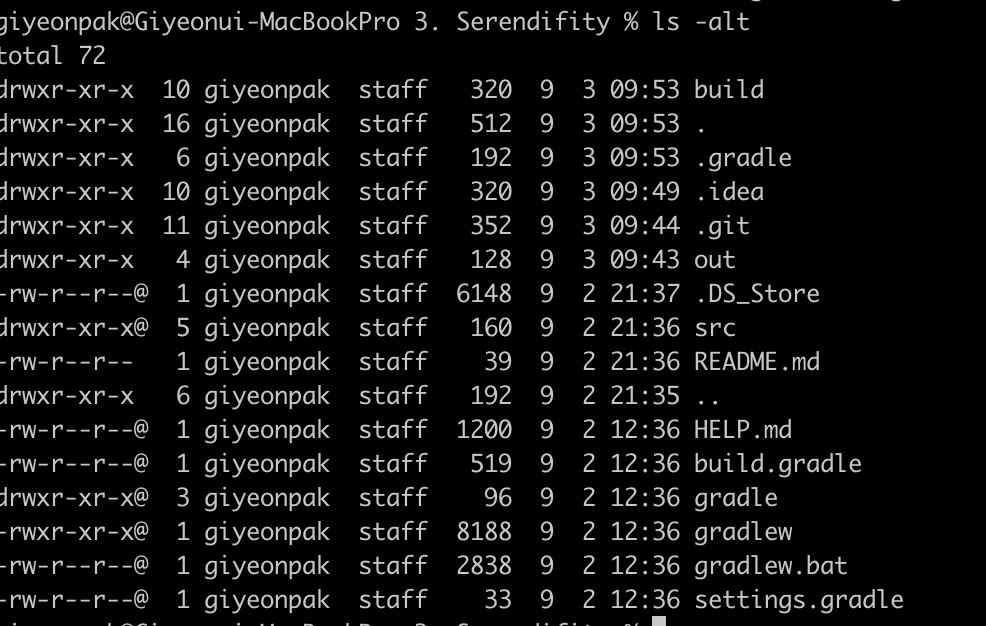 giyeonpak@Giyeonui-MacBookPro 3. Serendifity % ls -alt
total 72
drwxr-xr-x  10 giyeonpak  staff   320  9  3 09:53 build
drwxr-xr-x  16 giyeonpak  staff   512  9  3 09:53 .
drwxr-xr-x   6 giyeonpak  staff   192  9  3 09:53 .gradle
drwxr-xr-x  10 giyeonpak  staff   320  9  3 09:49 .idea
drwxr-xr-x  11 giyeonpak  staff   352  9  3 09:44 .git
drwxr-xr-x   4 giyeonpak  staff   128  9  3 09:43 out
-rw-r--r--@  1 giyeonpak  staff  6148  9  2 21:37 .DS_Store
drwxr-xr-x@  5 giyeonpak  staff   160  9  2 21:36 src
-rw-r--r--   1 giyeonpak  staff    39  9  2 21:36 README.md
drwxr-xr-x   6 giyeonpak  staff   192  9  2 21:35 ..
-rw-r--r--@  1 giyeonpak  staff  1200  9  2 12:36 HELP.md
-rw-r--r--@  1 giyeonpak  staff   519  9  2 12:36 build.gradle
drwxr-xr-x@  3 giyeonpak  staff    96  9  2 12:36 gradle
-rwxr-xr-x@  1 giyeonpak  staff  8188  9  2 12:36 gradlew
-rw-r--r--@  1 giyeonpak  staff  2838  9  2 12:36 gradlew.bat
-rw-r--r--@  1 giyeonpak  staff    33  9  2 12:36 settings.gradle
giyeonpak@Giyeonui-MacBookPro 3. Serendifity %